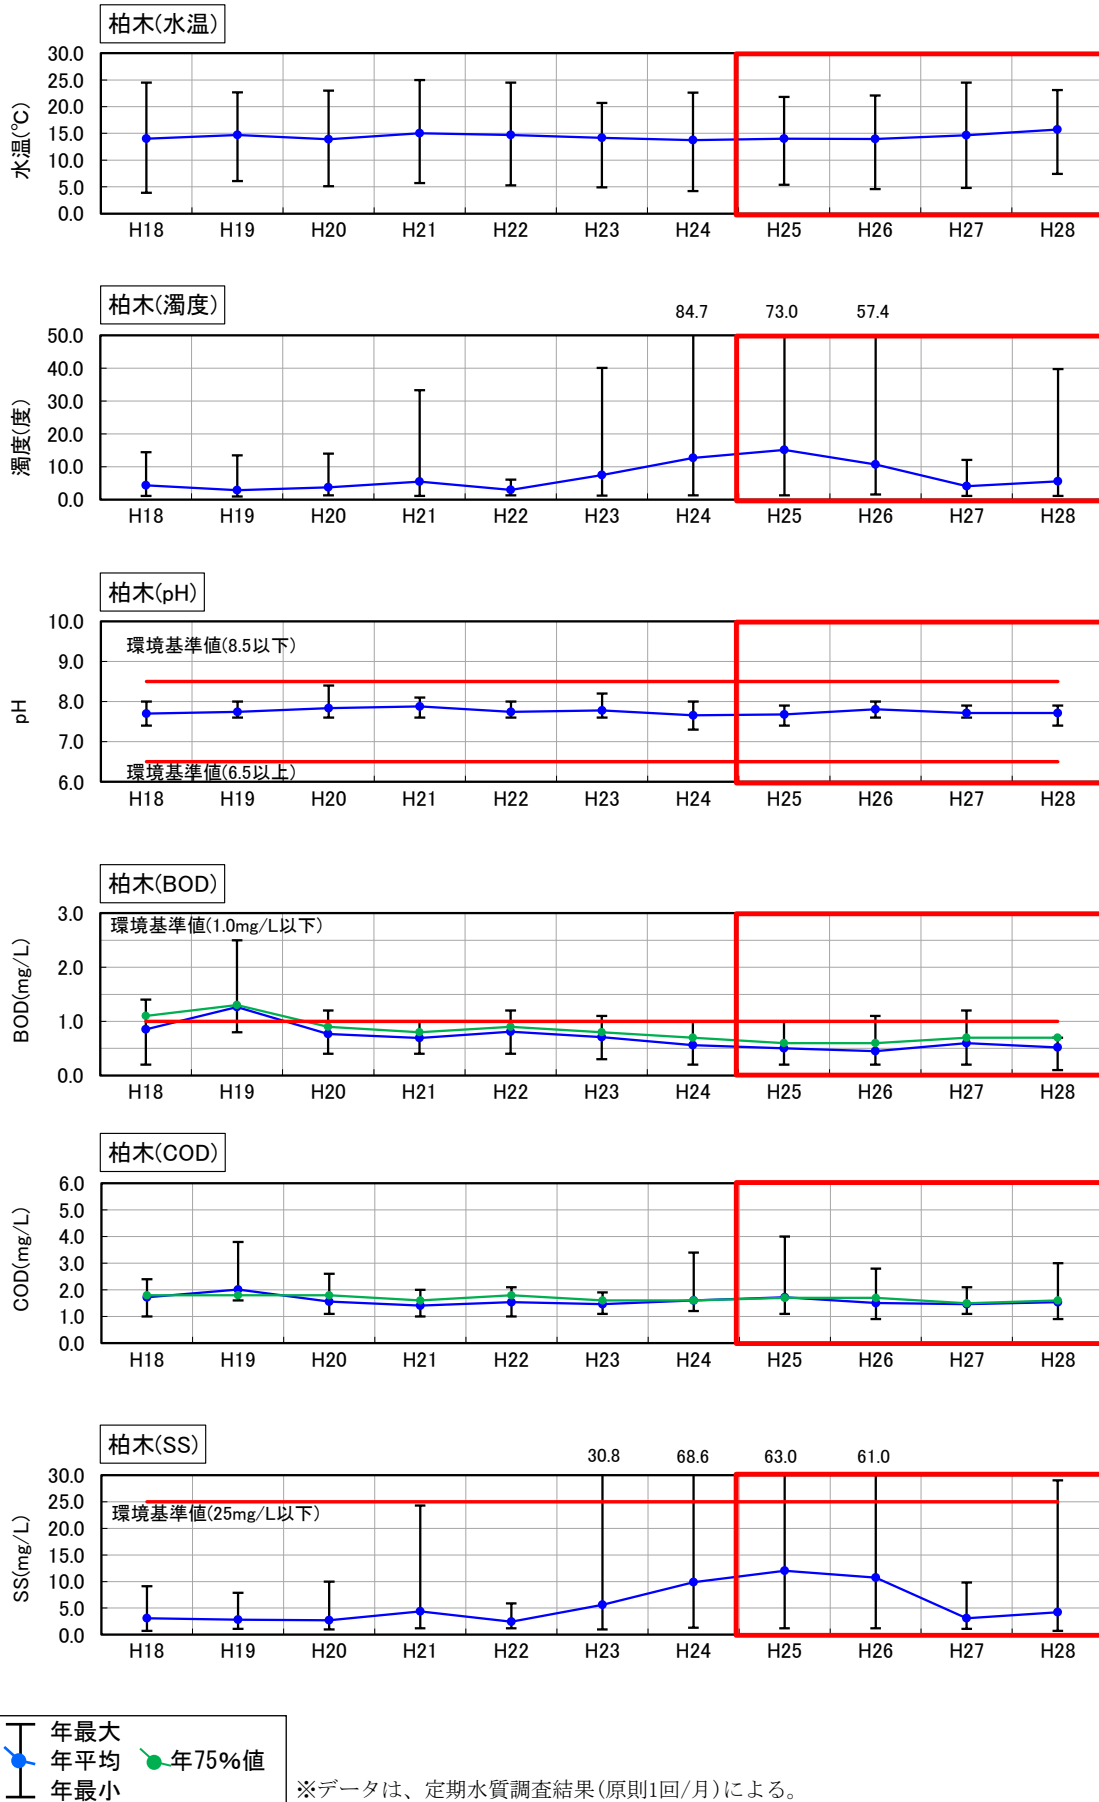 柏木(水温)
水温(℃)
30.0
25.0
20.0
15.0
10.0
5.0
0.0
H18 H19 H20 H21 H22 H23 H24 H25 H26 H27 H28
柏木(濁度)
84.7 73.0 57.4
濁度(度)
50.0
40.0
30.0
20.0
10.0
0.0
H18 H19 H20 H21 H22 H23 H24 H25 H26 H27 H28
柏木(pH)
pH
10.0
環境基準値(8.5以下)
9.0
8.0
7.0
環境基準値(6.5以上)
6.0
H18 H19 H20 H21 H22 H23 H24 H25 H26 H27 H28
柏木(BOD)
BOD(mg/L)
3.0
環境基準値(1.0mg/L以下)
2.0
1.0
0.0
H18 H19 H20 H21 H22 H23 H24 H25 H26 H27 H28
柏木(COD)
COD(mg/L)
6.0
5.0
4.0
3.0
2.0
1.0
0.0
H18 H19 H20 H21 H22 H23 H24 H25 H26 H27 H28
柏木(SS)
30.8 68.6 63.0 61.0
SS(mg/L)
30.0
25.0
環境基準値(25mg/L以下)
20.0
15.0
10.0
5.0
0.0
H18 H19 H20 H21 H22 H23 H24 H25 H26 H27 H28
年最大
年平均 年75%値
年最小
※データは、定期水質調査結果(原則1回/月)による。